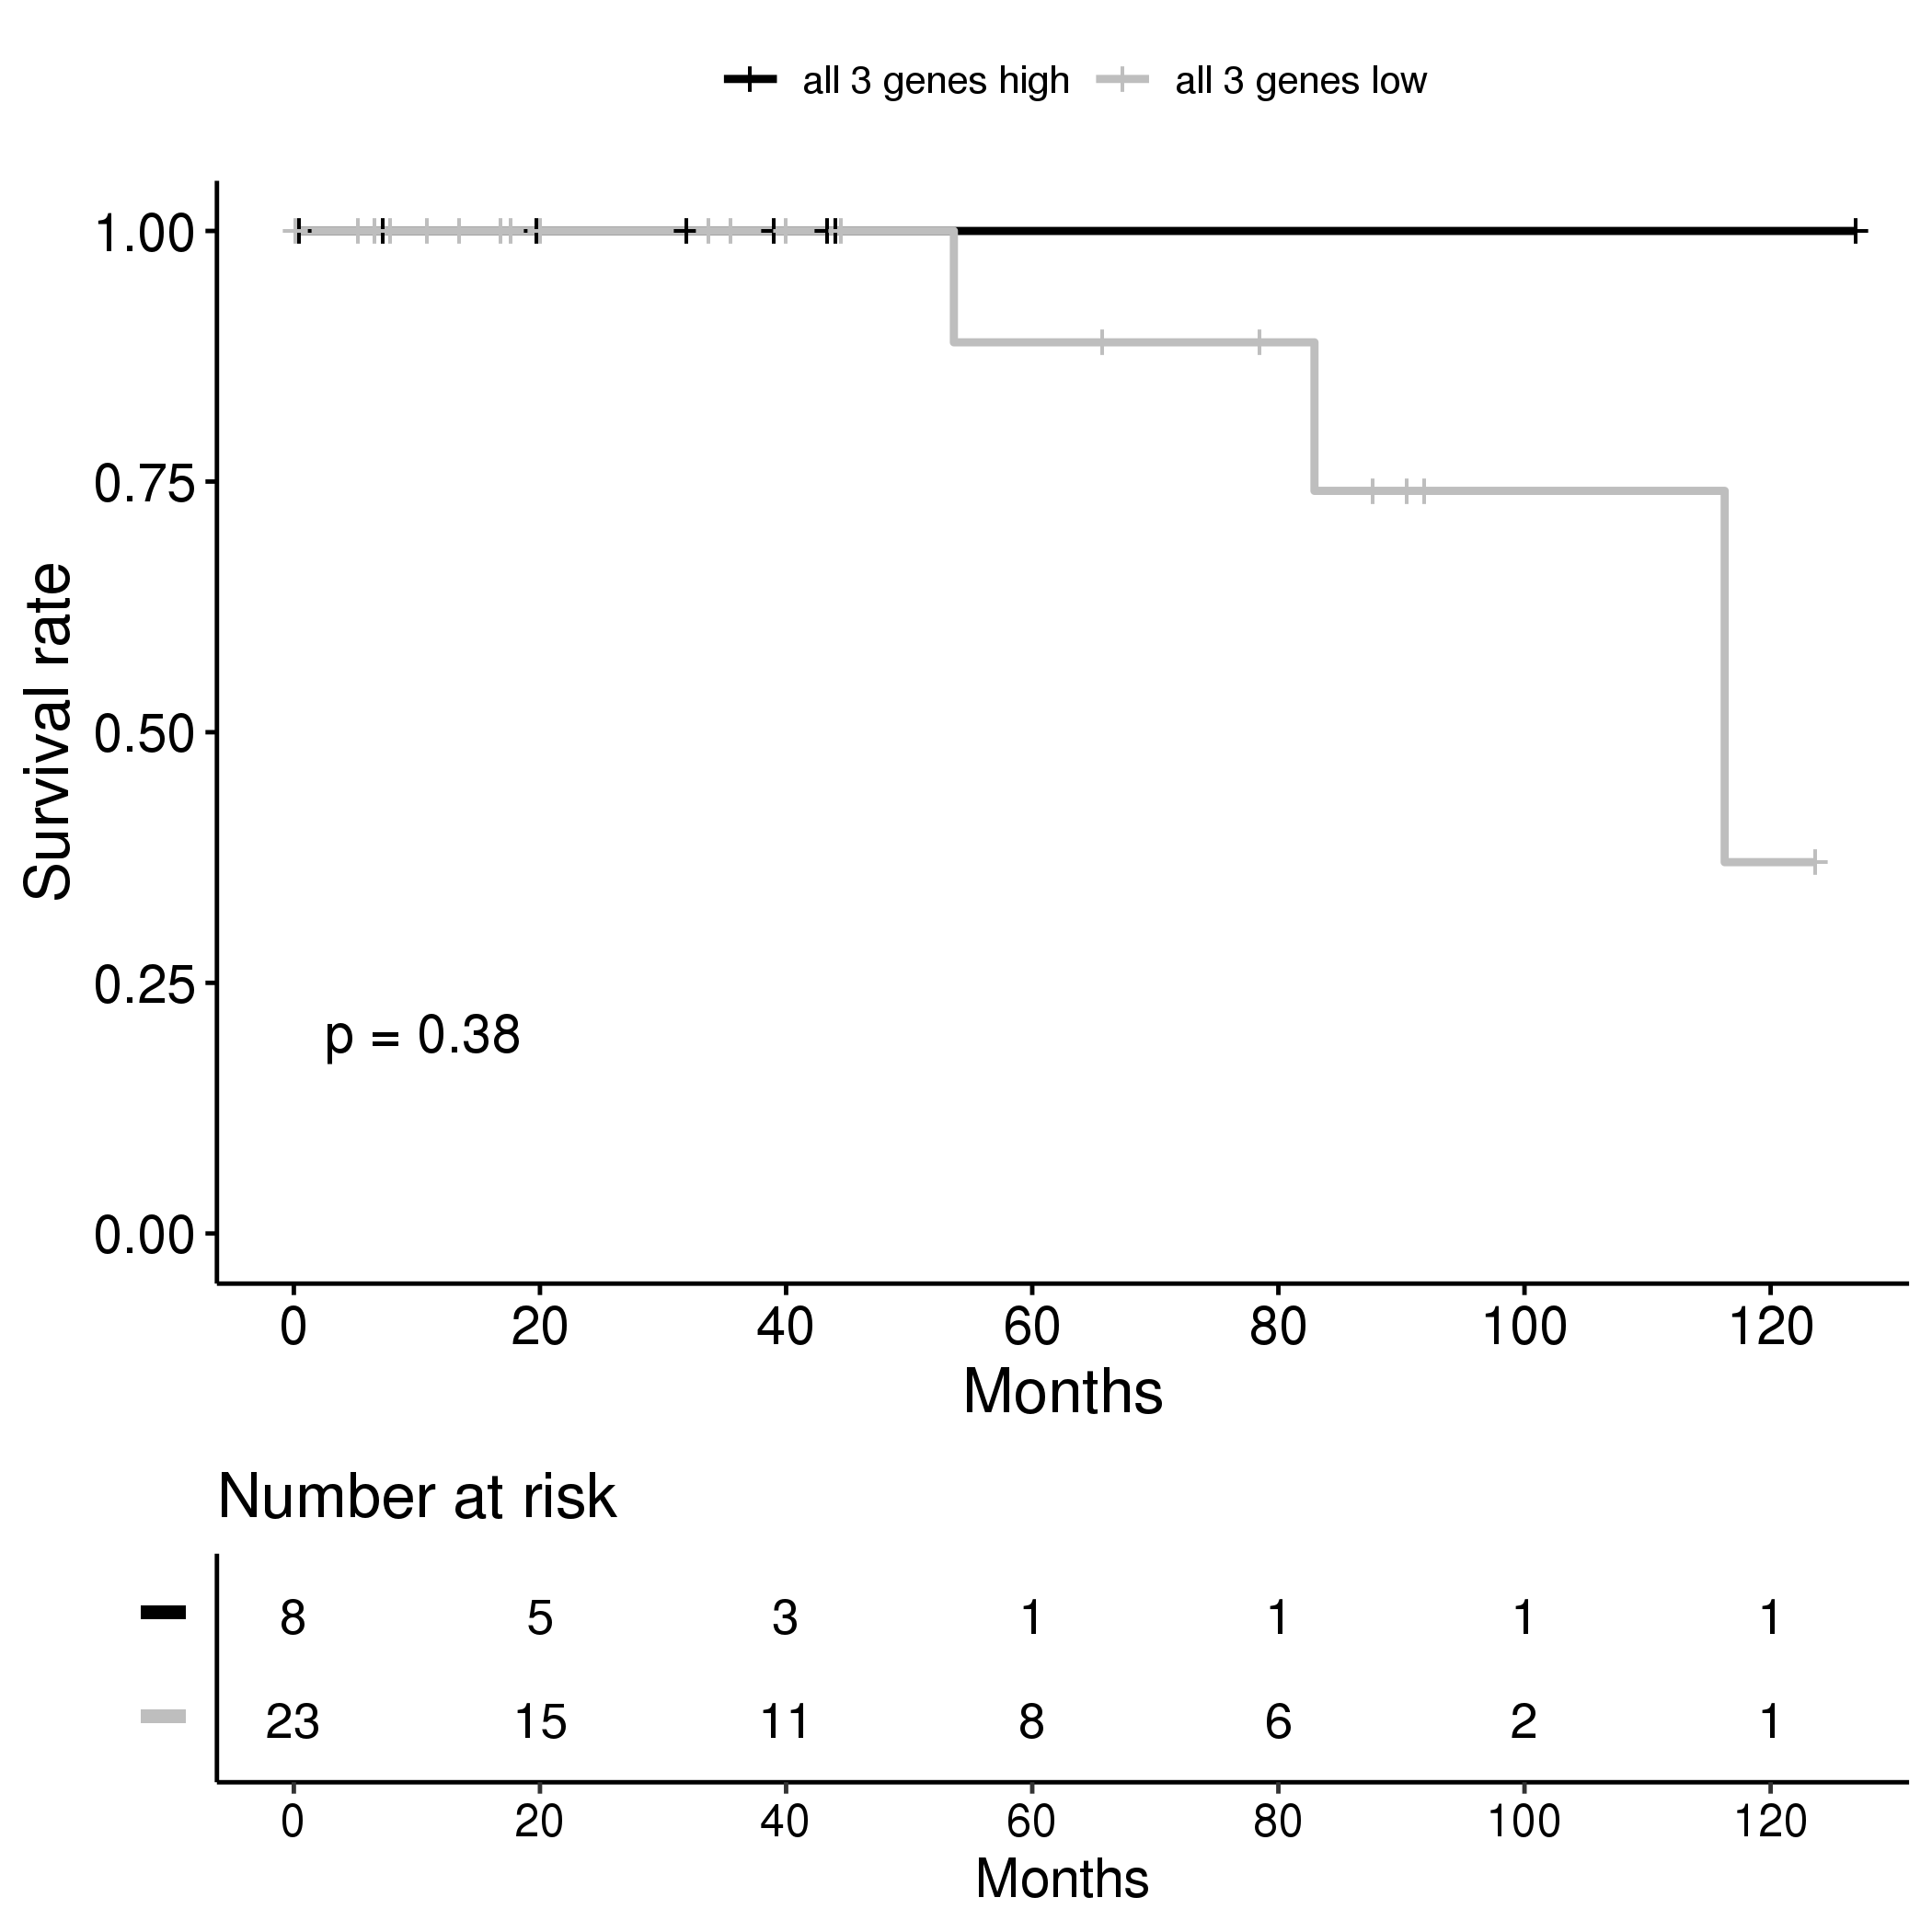 all 3 genes high all 3 genes low
1.00
0.75
0.50
0.25
0.00
Survival rate
p = 0.38
0 20 40 60 80 100 120
Months
Number at risk
8 5 3 1 1 1 1
23 15 11 8 6 2 1
0 20 40 60 80 100 120
Months